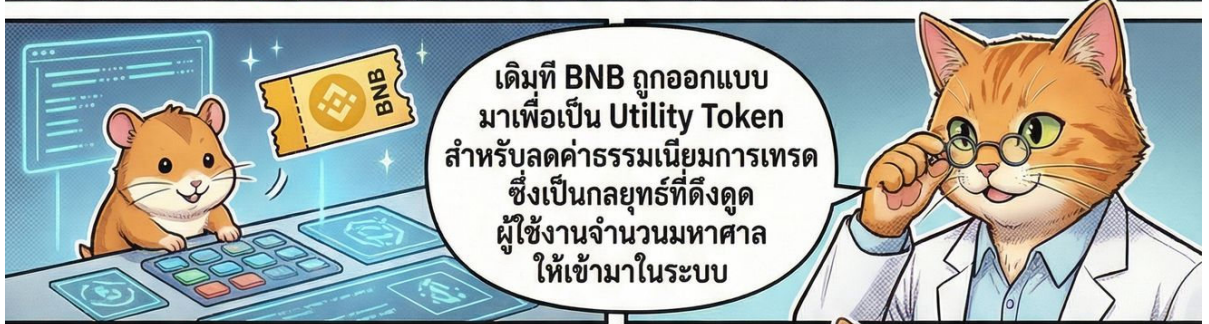 BNB
เดิมที BNB ถูกออกแบบ
มาเพื่อเป็น Utility Token
สำหรับลดค่าธรรมเนียมการเทรด
ซึ่งเป็นกลยุทธ์ที่ดึงดูด
ผู้ใช้งานจำนวนมหาศาล
ให้เข้ามาในระบบ